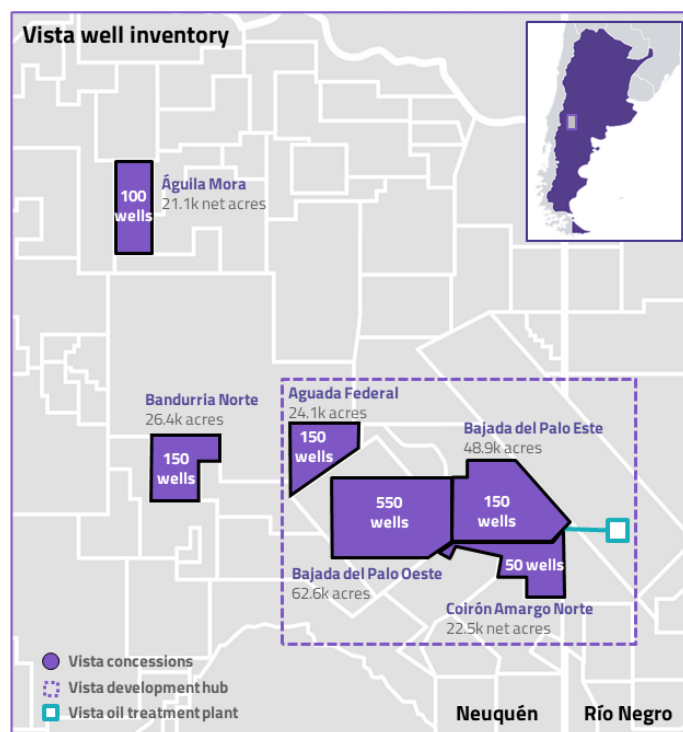 Vista well inventory
Águila Mora
21.1k net acres
100
wells
Bandurria Norte
26.4k acres
150
wells
Aguada Federal
24.1k acres
150
wells
Bajada del Palo Este
48.9k acres
550
wells
150
wells
50 wells
Bajada del Palo Oeste
62.6k acres
Coirón Amargo Norte
22.5k net acres
Vista concessions
Vista development hub
Vista oil treatment plant
Neuquén
Río Negro